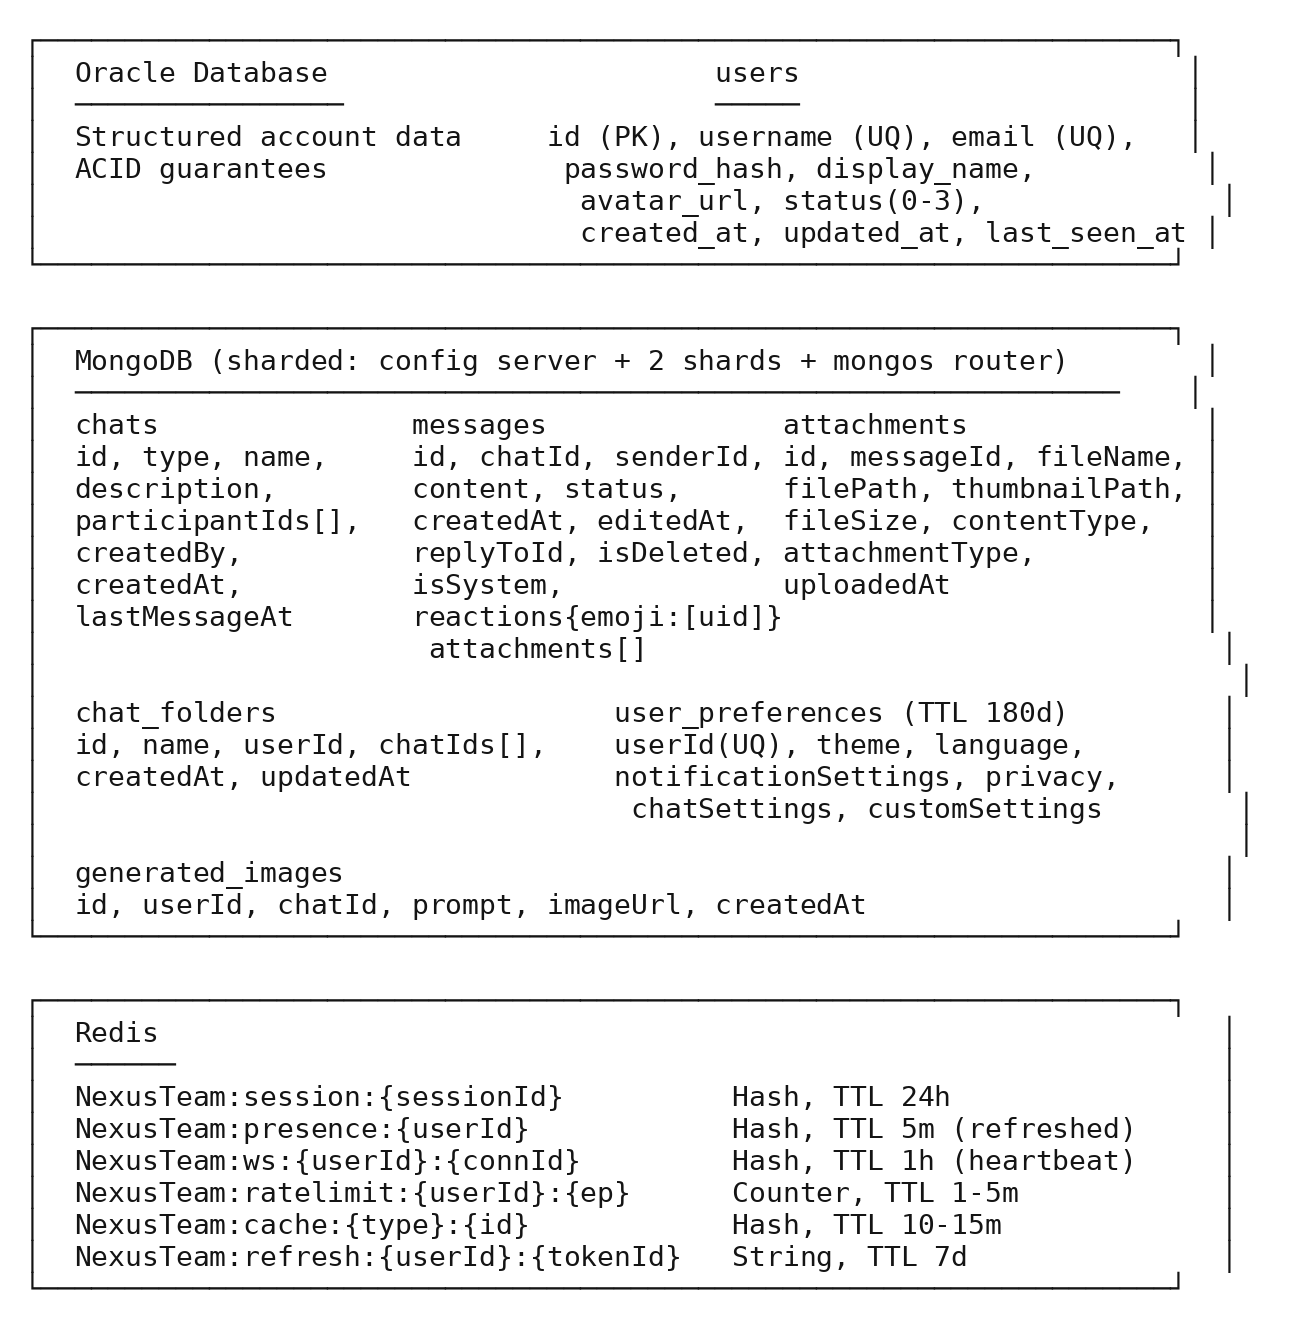 Oracle Database                       users
Structured account data     id (PK), username (UQ), email (UQ),
ACID guarantees              password_hash, display_name,
avatar_url, status(0-3),
created_at, updated_at, last_seen_at
MongoDB (sharded: config server + 2 shards + mongos router)
chats               messages              attachments
id, type, name,     id, chatId, senderId, id, messageId, fileName,
description,        content, status,      filePath, thumbnailPath,
participantIds[],   createdAt, editedAt,  fileSize, contentType,
createdBy,          replyToId, isDeleted, attachmentType,
createdAt,          isSystem,             uploadedAt
lastMessageAt       reactions{emoji:[uid]}
attachments[]
chat_folders                    user_preferences (TTL 180d)
id, name, userId, chatIds[],    userId(UQ), theme, language,
createdAt, updatedAt            notificationSettings, privacy,
chatSettings, customSettings
generated_images
id, userId, chatId, prompt, imageUrl, createdAt
Redis
NexusTeam:session:{sessionId}          Hash, TTL 24h
NexusTeam:presence:{userId}            Hash, TTL 5m (refreshed)
NexusTeam:ws:{userId}:{connId}         Hash, TTL 1h (heartbeat)
NexusTeam:ratelimit:{userId}:{ep}      Counter, TTL 1-5m
NexusTeam:cache:{type}:{id}            Hash, TTL 10-15m
NexusTeam:refresh:{userId}:{tokenId}   String, TTL 7d